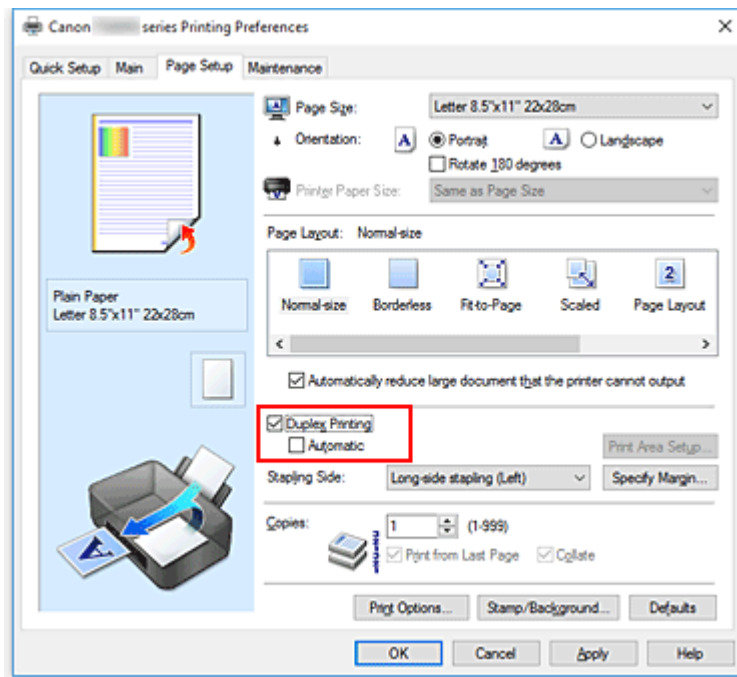 Canon series Printing Preferences
Quick Setup Main Page Setup Maintenance
Page Size: Letter 8.5"x11" 22x28cm
Orientation: A Portrait A Landscape
Rotate 180 degrees
Printer Paper Size: Same as Page Size
Page Layout: Normal-size
2
Normal-size Borderless Fit-to-Page Scaled Page Layout
Plain Paper
Letter 8.5"x11" 22x28cm
Automatically reduce large document that the printer cannot output
Duplex Printing
Automatic
Print Area Setup...
Stapling Side: Long-side stapling (Left) Specify Margin...
Copies: 1 (1-999)
Print from Last Page Collate
A
Print Options... Stamp/Background... Defaults
OK Cancel Apply Help